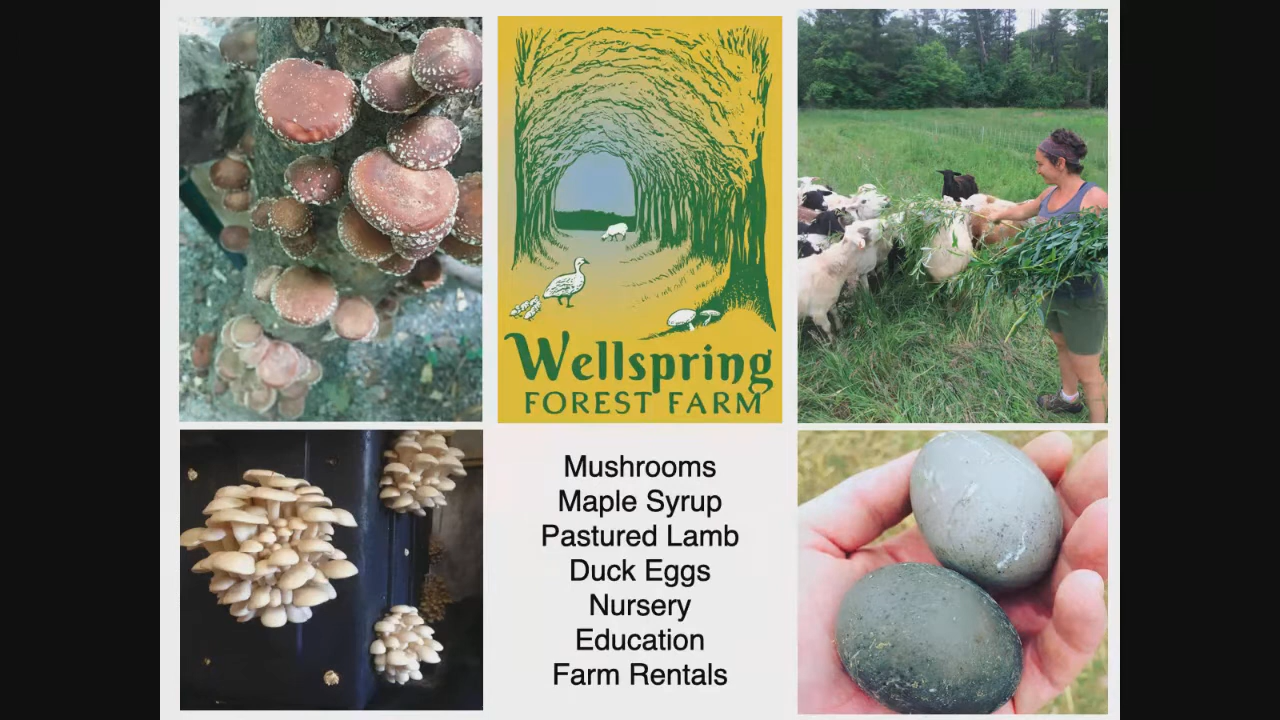 Wellspring
FOREST FARM
Mushrooms
Maple Syrup
Pastured Lamb
Duck Eggs
Nursery
Education
Farm Rentals